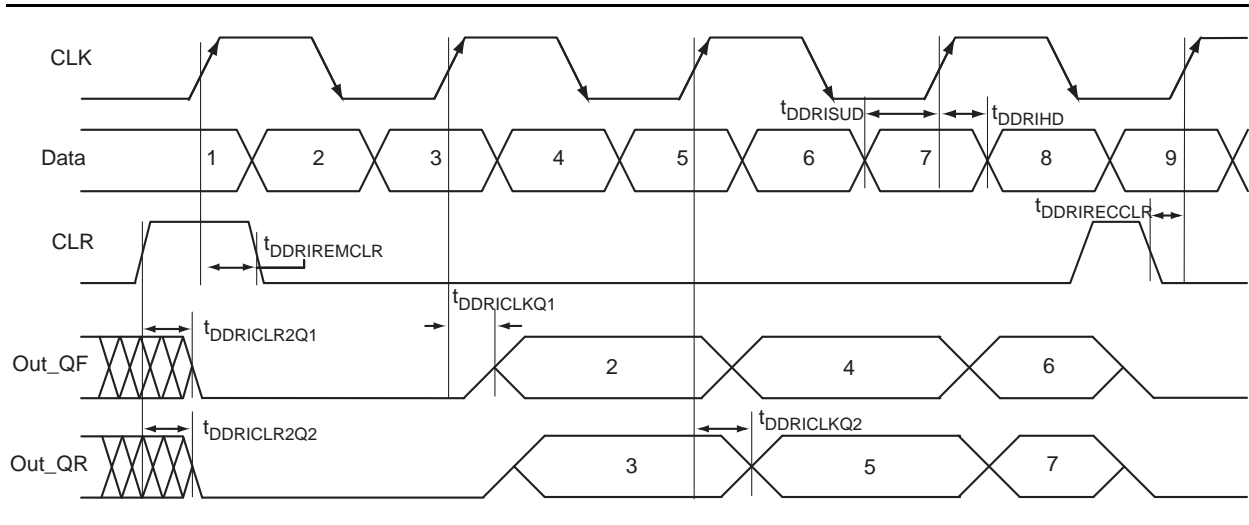 CLK
tDDRISUD
tDDRIHD
Data
1 2 3 4 5 6 7 8 9
tDDRIRECCLR
CLR
tDDRIREMCLR
tDDRICLKQ1
tDDRICLR2Q1
Out_QF
2 4 6
tDDRICLR2Q2
tDDRICLKQ2
Out_QR
3 5 7